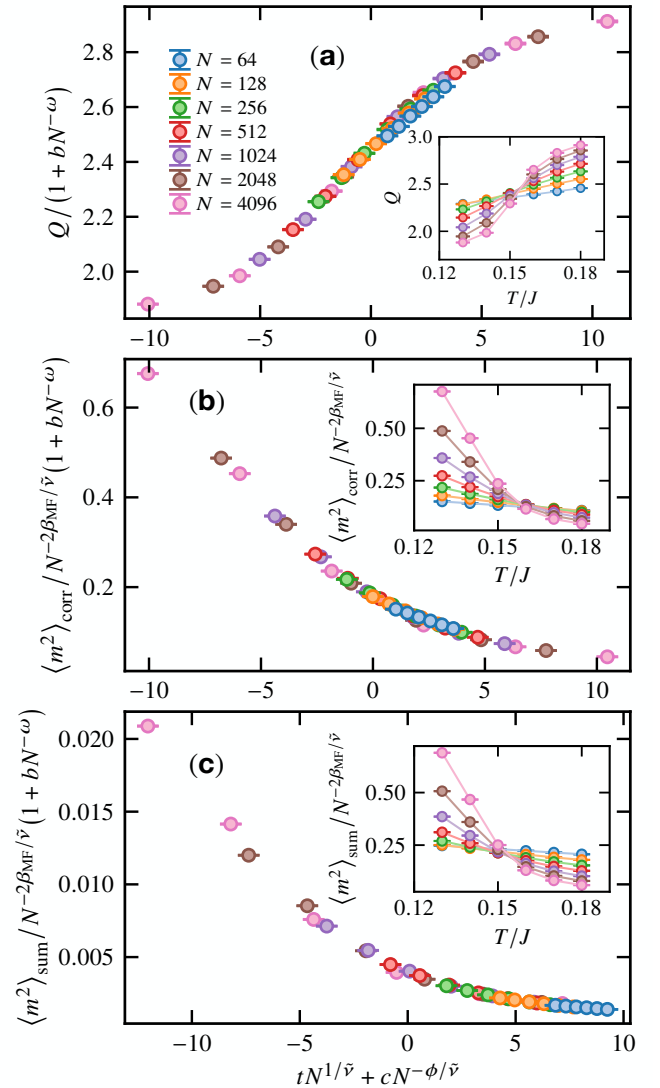 Q/(1 + bN^{−ω})
2.8
2.6
2.4
2.2
2.0
(a)
N = 64
N = 128
N = 256
N = 512
N = 1024
N = 2048
N = 4096
Q
3.0
2.5
2.0
0.12 0.15 0.18
T/J
−10 −5 0 5 10
⟨m²⟩_corr/N^{−2β_MF/ν̃}(1 + bN^{−ω})
0.6
0.4
0.2
(b)
⟨m²⟩_corr/N^{−2β_MF/ν̃}
0.50
0.25
0.12 0.15 0.18
T/J
−10 −5 0 5 10
⟨m²⟩_sum/N^{−2β_MF/ν̃}(1 + bN^{−ω})
0.020
0.015
0.010
0.005
(c)
⟨m²⟩_sum/N^{−2β_MF/ν̃}
0.50
0.25
0.12 0.15 0.18
T/J
−10 −5 0 5 10
tN^{1/ν̃} + cN^{−ϕ/ν̃}